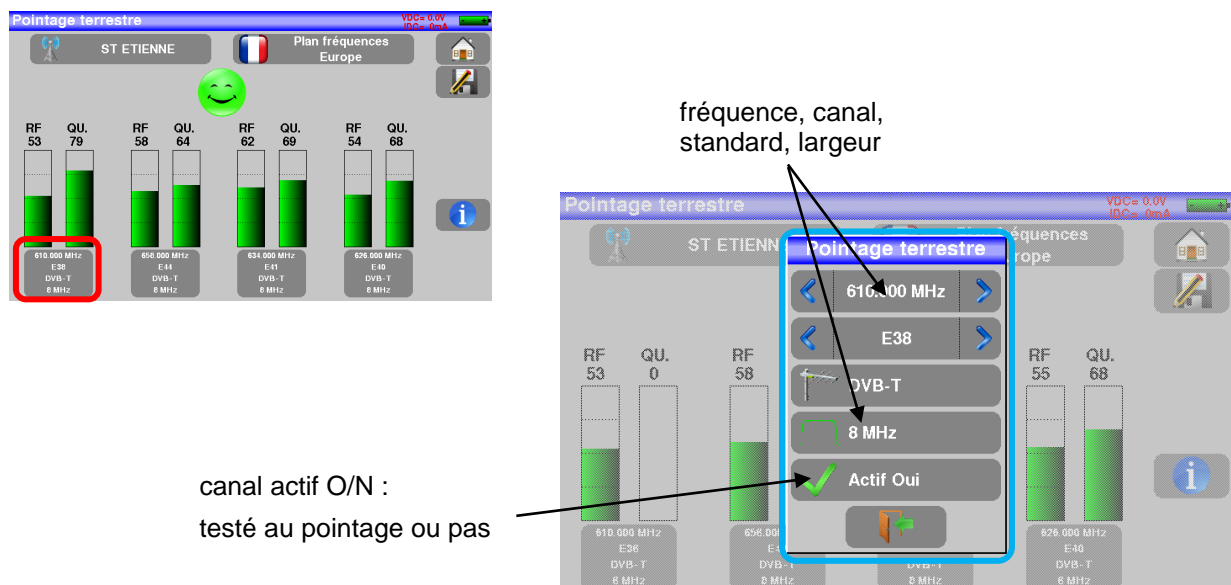 Pointage terrestre
VDC= 0.0V
IDC= 0mA
ST ETIENNE
Plan fréquences
Europe
RF QU. RF QU. RF QU. RF QU.
53 79 58 64 62 69 54 68
610.000 MHz 658.000 MHz 634.000 MHz 626.000 MHz
E38 E44 E41 E40
DVB-T DVB-T DVB-T DVB-T
8 MHz 8 MHz 8 MHz 8 MHz
fréquence, canal,
standard, largeur
Pointage terrestre
VDC= 0.0V
IDC= 0mA
ST ETIENN
Pointage terrestre
610.000 MHz
E38
DVB-T
8 MHz
Actif Oui
RF QU. RF RF QU.
53 0 58 55 68
610.000 MHz 626.000 MHz
E40
DVB-T DVB-T DVB-T DVB-T
8 MHz 8 MHz
canal actif O/N :
testé au pointage ou pas